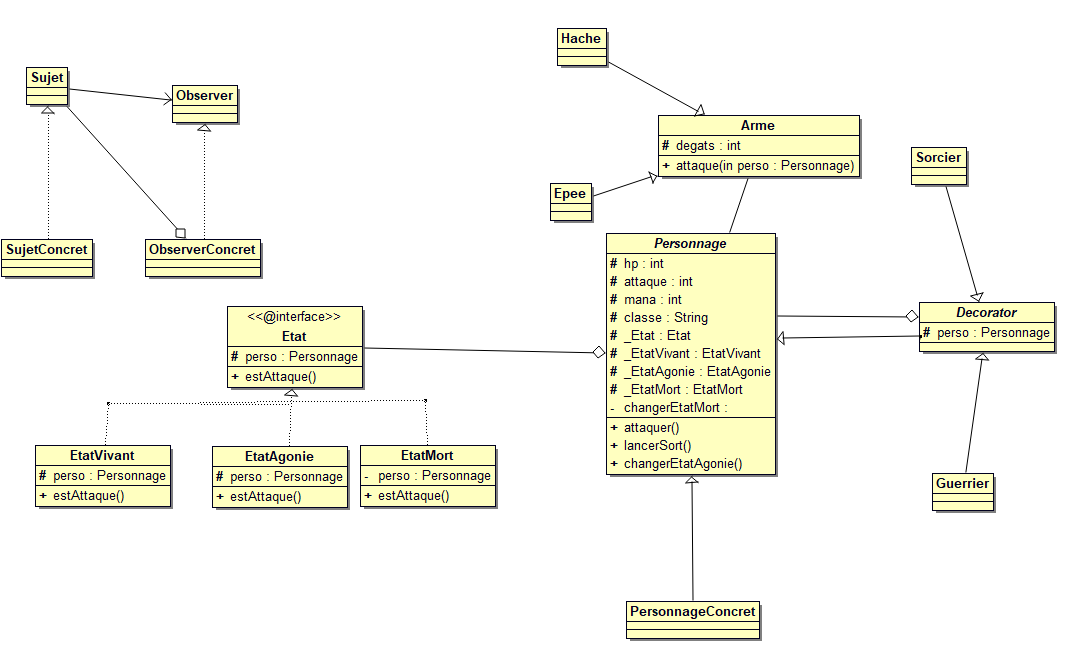 Hache
Sujet
Observer
Arme
# degats : int
+ attaque(in perso : Personnage)
Sorcier
Epee
SujetConcret
ObserverConcret
Personnage
# hp : int
# attaque : int
# mana : int
# classe : String
# _Etat : Etat
# _EtatVivant : EtatVivant
# _EtatAgonie : EtatAgonie
# _EtatMort : EtatMort
- changerEtatMort :
+ attaquer()
+ lancerSort()
+ changerEtatAgonie()
Decorator
# perso : Personnage
<<@interface>>
Etat
# perso : Personnage
+ estAttaque()
EtatVivant
# perso : Personnage
+ estAttaque()
EtatAgonie
# perso : Personnage
+ estAttaque()
EtatMort
- perso : Personnage
+ estAttaque()
Guerrier
PersonnageConcret